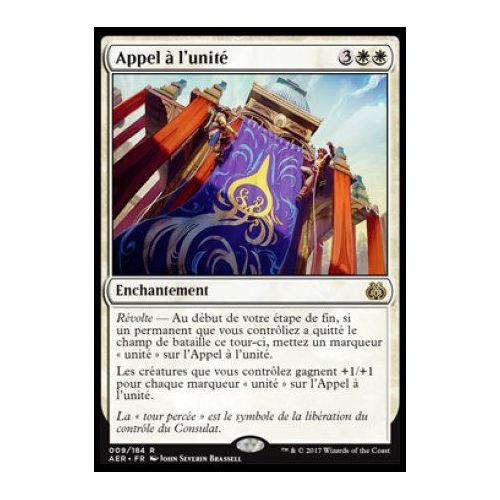 Appel à l'unité 3
Enchantement
Révolte — Au début de votre étape de fin, si
un permanent que vous contrôliez a quitté le
champ de bataille ce tour-ci, mettez un marqueur
« unité » sur l'Appel à l'unité.
Les créatures que vous contrôlez gagnent +1/+1
pour chaque marqueur « unité » sur l'Appel à
l'unité.
La « tour percée » est le symbole de la libération du
contrôle du Consulat.
009/184 R
™ & © 2017 Wizards of the Coast
AER • FR John Severin Brassell